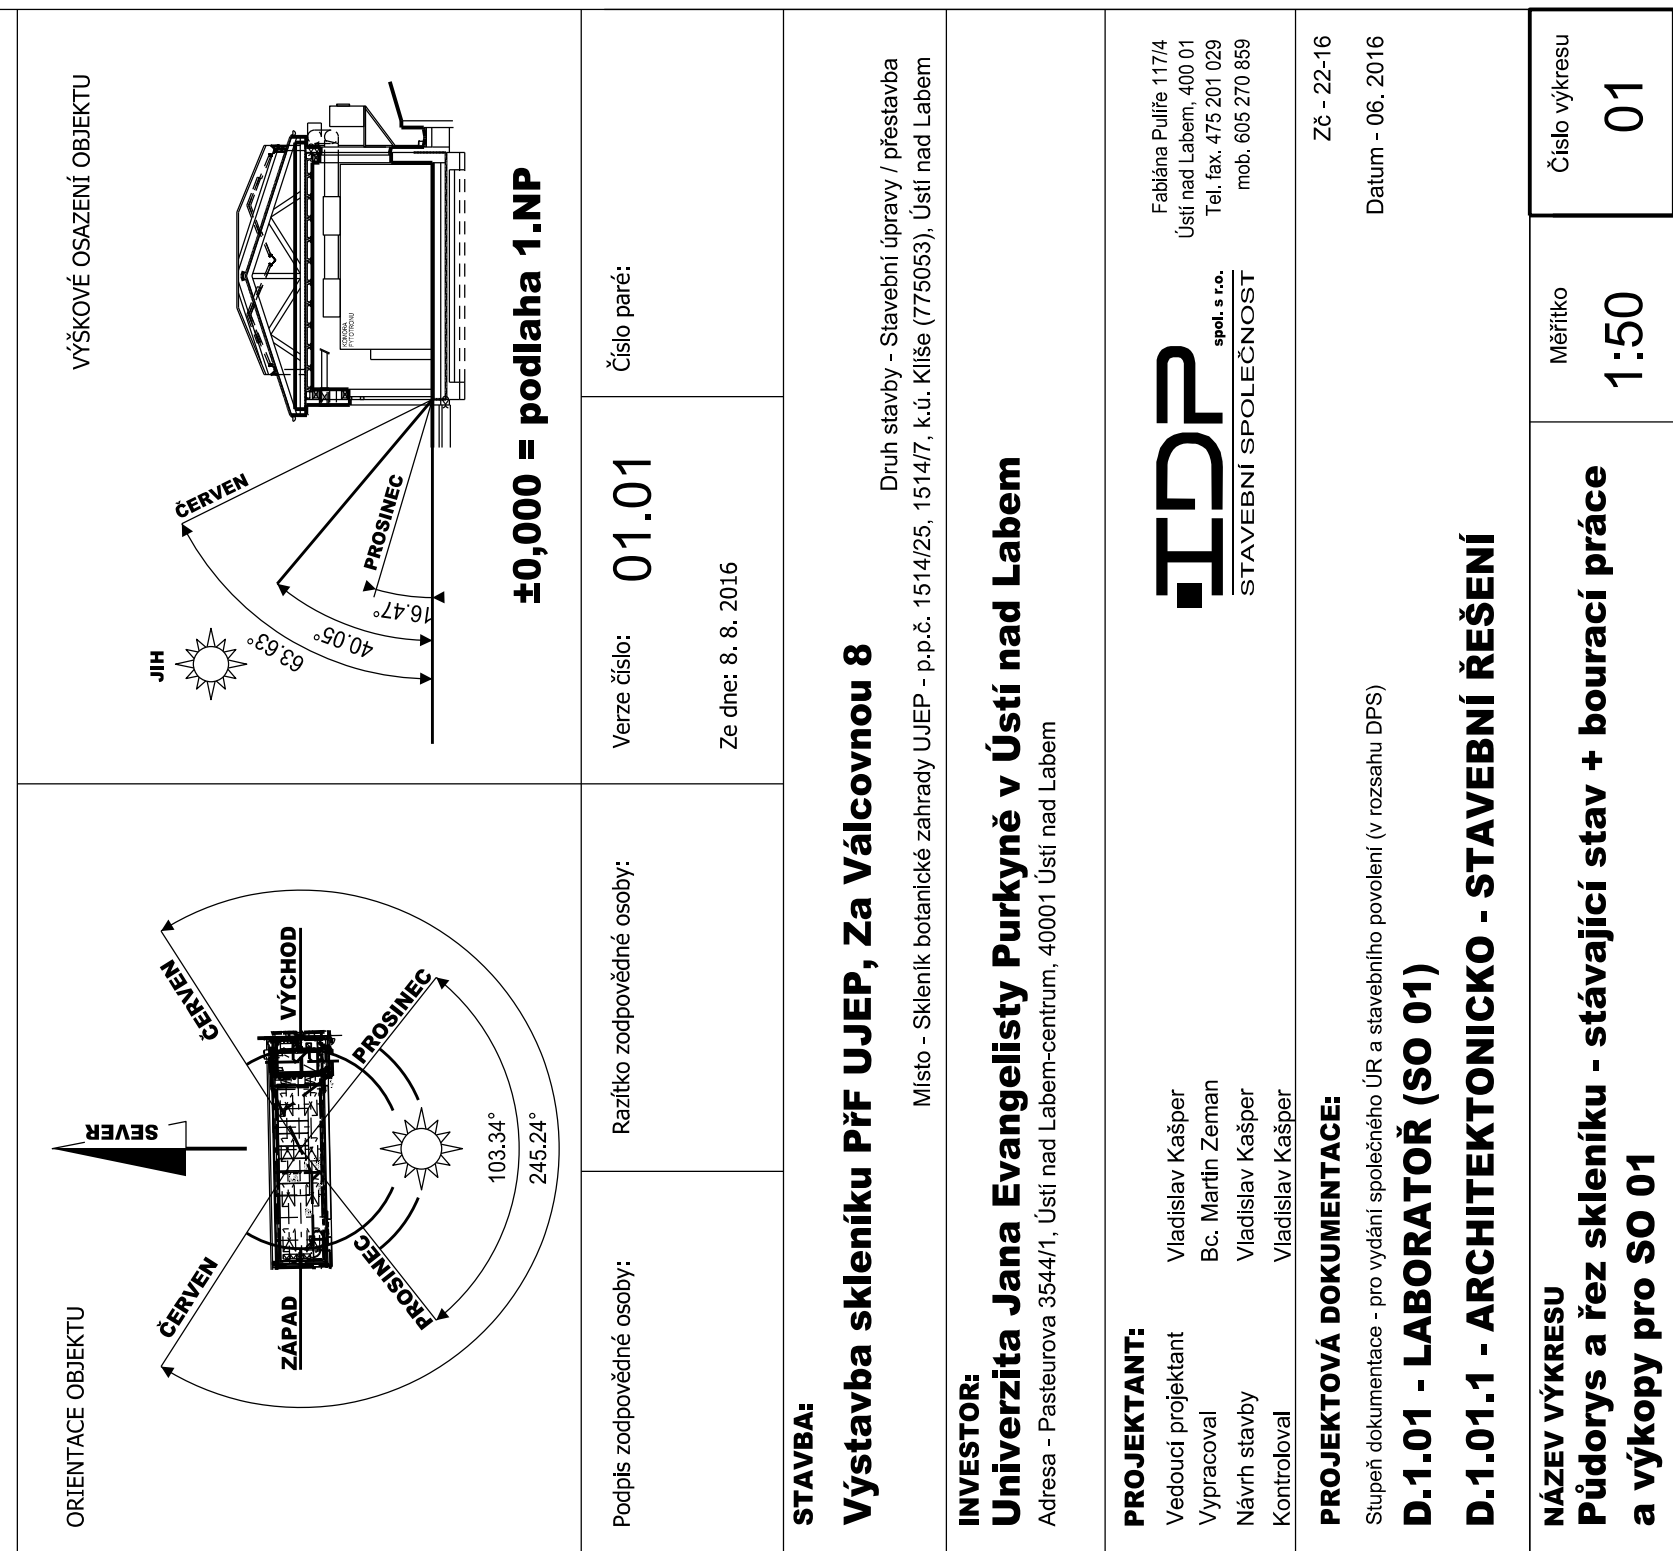 ORIENTACE OBJEKTU
SEVER
ČERVEN
ČERVEN
ZÁPAD
VÝCHOD
PROSINEC
PROSINEC
103.34°
245.24°
VÝŠKOVÉ OSAZENÍ OBJEKTU
JIH
ČERVEN
PROSINEC
63.63°
40.05°
16.47°
KOMORA
FYTOTRONU
±0,000 = podlaha 1.NP
Podpis zodpovědné osoby:
Razítko zodpovědné osoby:
Verze číslo:
01.01
Ze dne: 8. 8. 2016
Číslo paré:
STAVBA:
Výstavba skleníku PřF UJEP, Za Válcovnou 8
Druh stavby - Stavební úpravy / přestavba
Místo - Skleník botanické zahrady UJEP - p.p.č. 1514/25, 1514/7, k.ú. Klíše (775053), Ústí nad Labem
INVESTOR:
Univerzita Jana Evangelisty Purkyně v Ústí nad Labem
Adresa - Pasteurova 3544/1, Ústí nad Labem-centrum, 40001 Ústí nad Labem
PROJEKTANT:
Vedoucí projektant Vladislav Kašper
Vypracoval Bc. Martin Zeman
Návrh stavby Vladislav Kašper
Kontroloval Vladislav Kašper
IDP
spol. s r.o.
STAVEBNÍ SPOLEČNOST
Fabiána Pulíře 117/4
Ústí nad Labem, 400 01
Tel. fax. 475 201 029
mob. 605 270 859
PROJEKTOVÁ DOKUMENTACE:
Zč - 22-16
Stupeň dokumentace - pro vydání společného ÚR a stavebního povolení (v rozsahu DPS)
Datum - 06. 2016
D.1.01 - LABORATOŘ (SO 01)
D.1.01.1 - ARCHITEKTONICKO - STAVEBNÍ ŘEŠENÍ
NÁZEV VÝKRESU
Půdorys a řez skleníku - stávající stav + bourací práce
a výkopy pro SO 01
Měřítko
1:50
Číslo výkresu
01